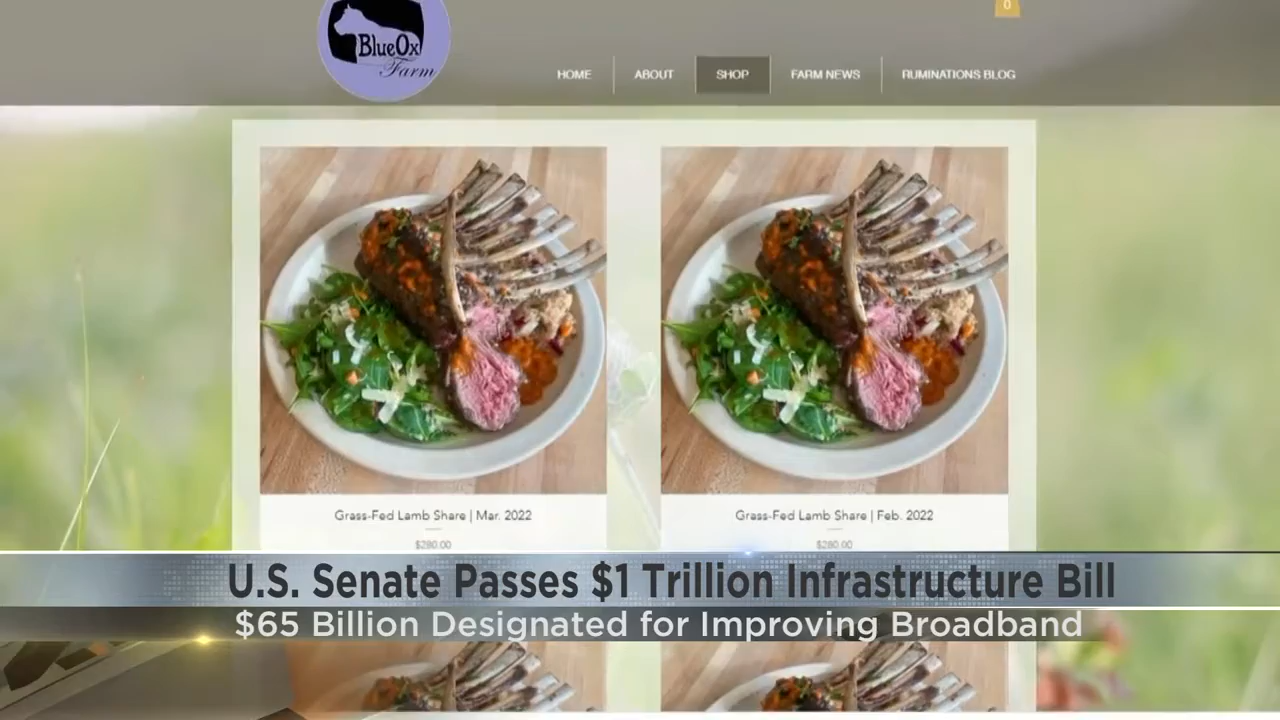 0
BlueOx
Farm
HOME ABOUT SHOP FARM NEWS RUMINATIONS BLOG
Grass-Fed Lamb Share | Mar. 2022
Grass-Fed Lamb Share | Feb. 2022
$280.00
$280.00
U.S. Senate Passes $1 Trillion Infrastructure Bill
$65 Billion Designated for Improving Broadband